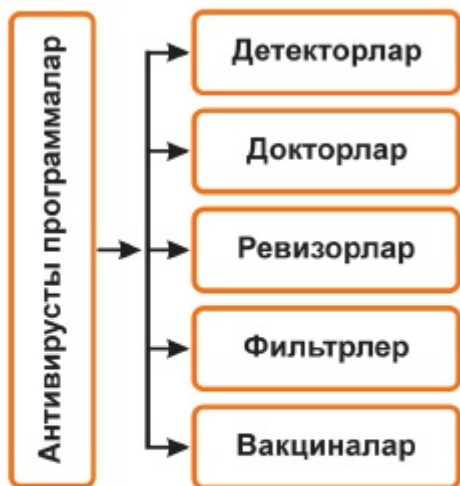 Антивирусты программалар
Детекторлар
Докторлар
Ревизорлар
Фильтрлер
Вакциналар